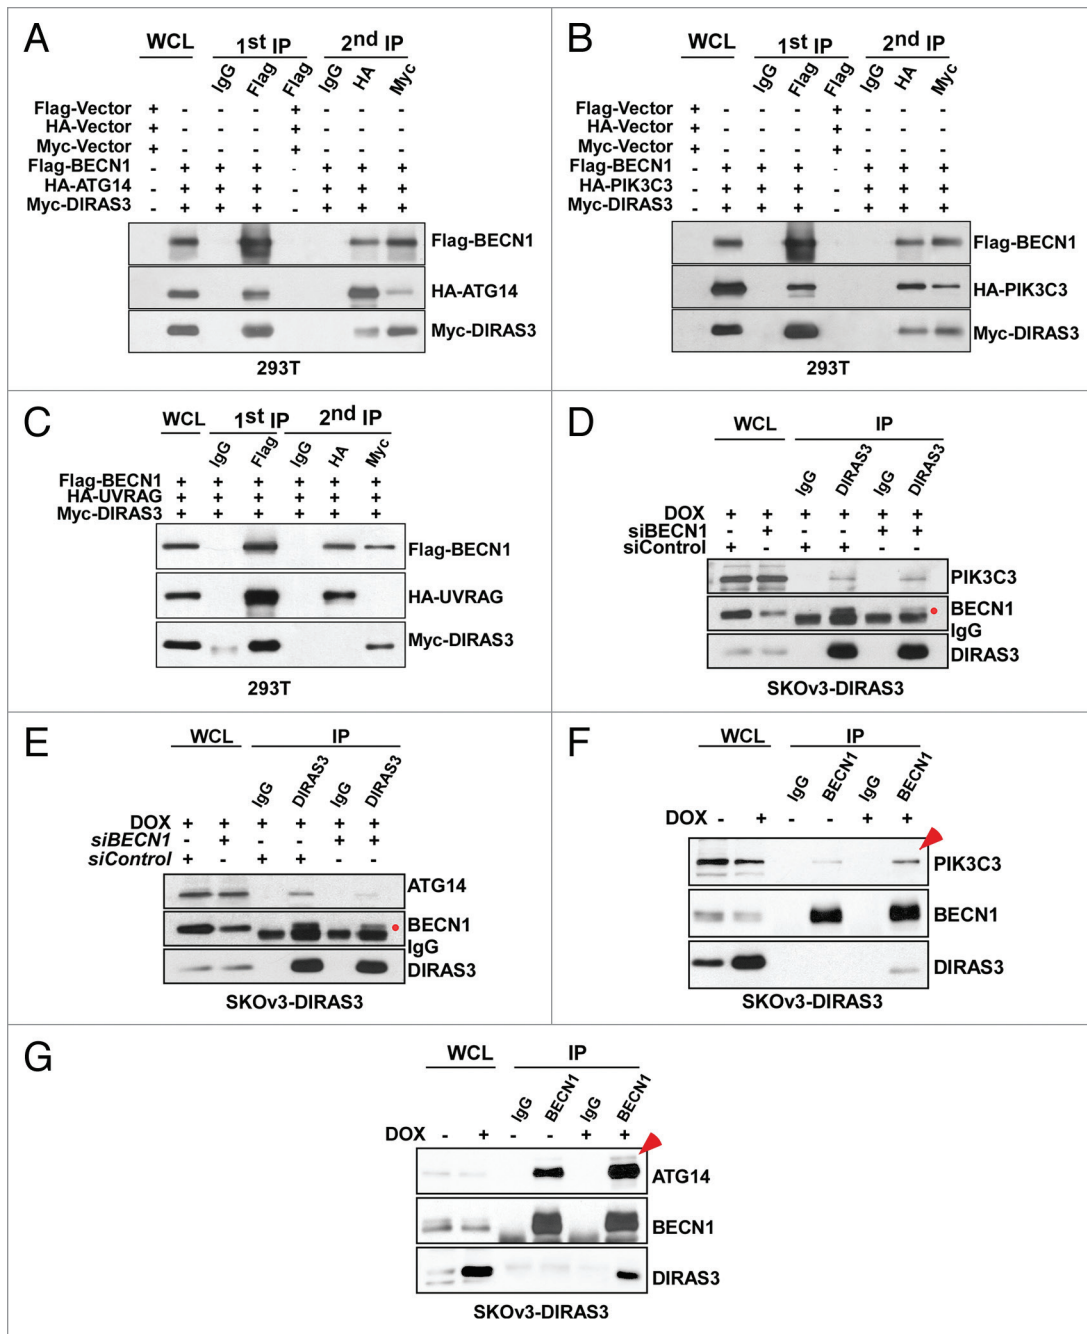 A
WCL 1st IP 2nd IP
IgG Flag Flag IgG HA Myc
Flag-Vector + - - - + - - -
HA-Vector + - - - + - - -
Myc-Vector + - - - + - - -
Flag-BECN1 - + + + - + + +
HA-ATG14 - + + + - + + +
Myc-DIRAS3 - + + + - + + +
Flag-BECN1
HA-ATG14
Myc-DIRAS3
293T
B
WCL 1st IP 2nd IP
IgG Flag Flag IgG HA Myc
Flag-Vector + - - - + - - -
HA-Vector + - - - + - - -
Myc-Vector + - - - + - - -
Flag-BECN1 - + + + - + + +
HA-PIK3C3 - + + + - + + +
Myc-DIRAS3 - + + + - + + +
Flag-BECN1
HA-PIK3C3
Myc-DIRAS3
293T
C
WCL 1st IP 2nd IP
IgG Flag IgG HA Myc
Flag-BECN1 + + + + + +
HA-UVRAG + + + + + +
Myc-DIRAS3 + + + + + +
Flag-BECN1
HA-UVRAG
Myc-DIRAS3
293T
D
WCL IP
IgG DIRAS3 IgG DIRAS3
DOX + + + + + +
siBECN1 - + - - + +
siControl + - + + - -
PIK3C3
BECN1
IgG
DIRAS3
SKOv3-DIRAS3
E
WCL IP
IgG DIRAS3 IgG DIRAS3
DOX + + + + + +
siBECN1 - + - - + +
siControl + - + + - -
ATG14
BECN1
IgG
DIRAS3
SKOv3-DIRAS3
F
WCL IP
IgG BECN1 IgG BECN1
DOX - + - - + +
PIK3C3
BECN1
DIRAS3
SKOv3-DIRAS3
G
WCL IP
IgG BECN1 IgG BECN1
DOX - + - - + +
ATG14
BECN1
DIRAS3
SKOv3-DIRAS3